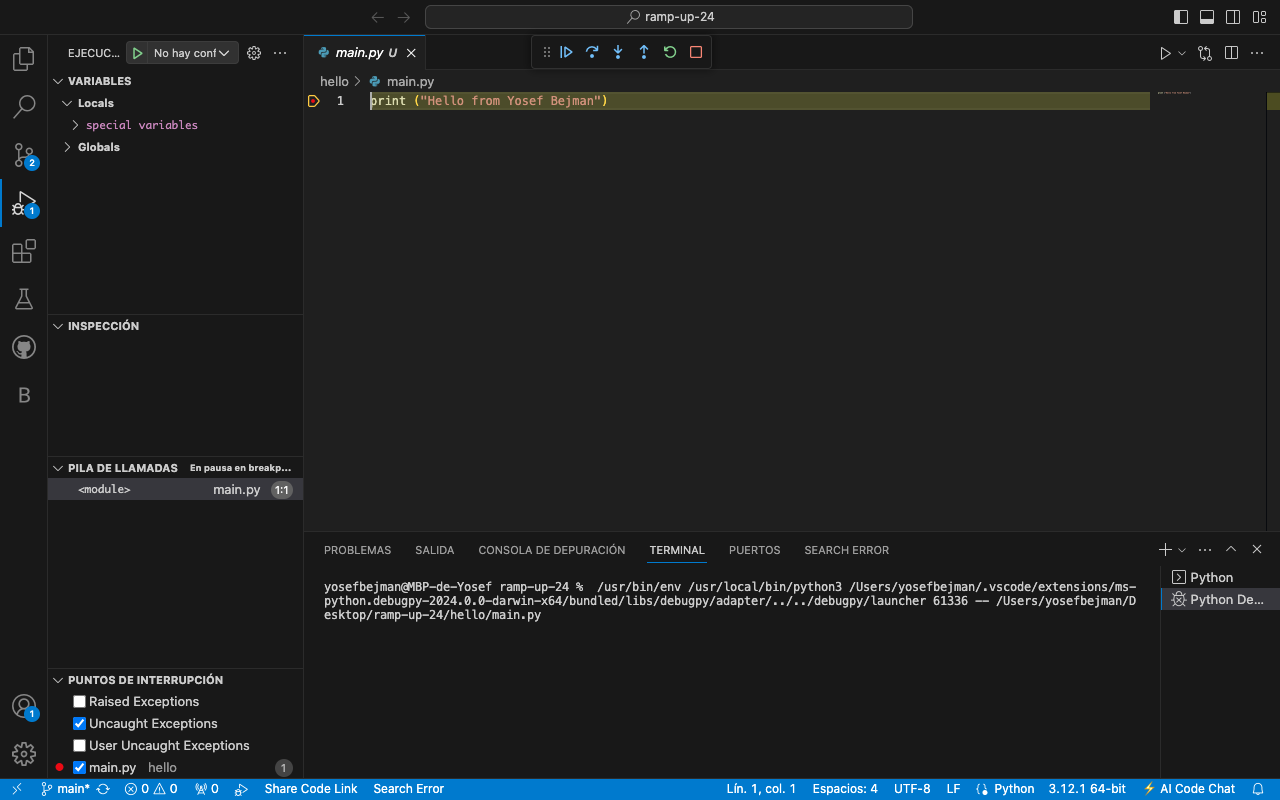 ramp-up-24
EJECUC... No hay conf
main.py U
VARIABLES
Locals
special variables
Globals
hello > main.py
1 print ("Hello from Yosef Bejman")
2
1
B
INSPECCIÓN
PILA DE LLAMADAS En pausa en breakp...
<module> main.py 1:1
PROBLEMAS SALIDA CONSOLA DE DEPURACIÓN TERMINAL PUERTOS SEARCH ERROR
yosefbejman@MBP-de-Yosef ramp-up-24 % /usr/bin/env /usr/local/bin/python3 /Users/yosefbejman/.vscode/extensions/ms-
python.debugpy-2024.0.0-darwin-x64/bundled/libs/debugpy/adapter/../../debugpy/launcher 61336 -- /Users/yosefbejman/D
esktop/ramp-up-24/hello/main.py
Python
Python De...
PUNTOS DE INTERRUPCIÓN
Raised Exceptions
Uncaught Exceptions
User Uncaught Exceptions
main.py hello 1
1
main* 0 0 0 Share Code Link Search Error Lín. 1, col. 1 Espacios: 4 UTF-8 LF Python 3.12.1 64-bit AI Code Chat